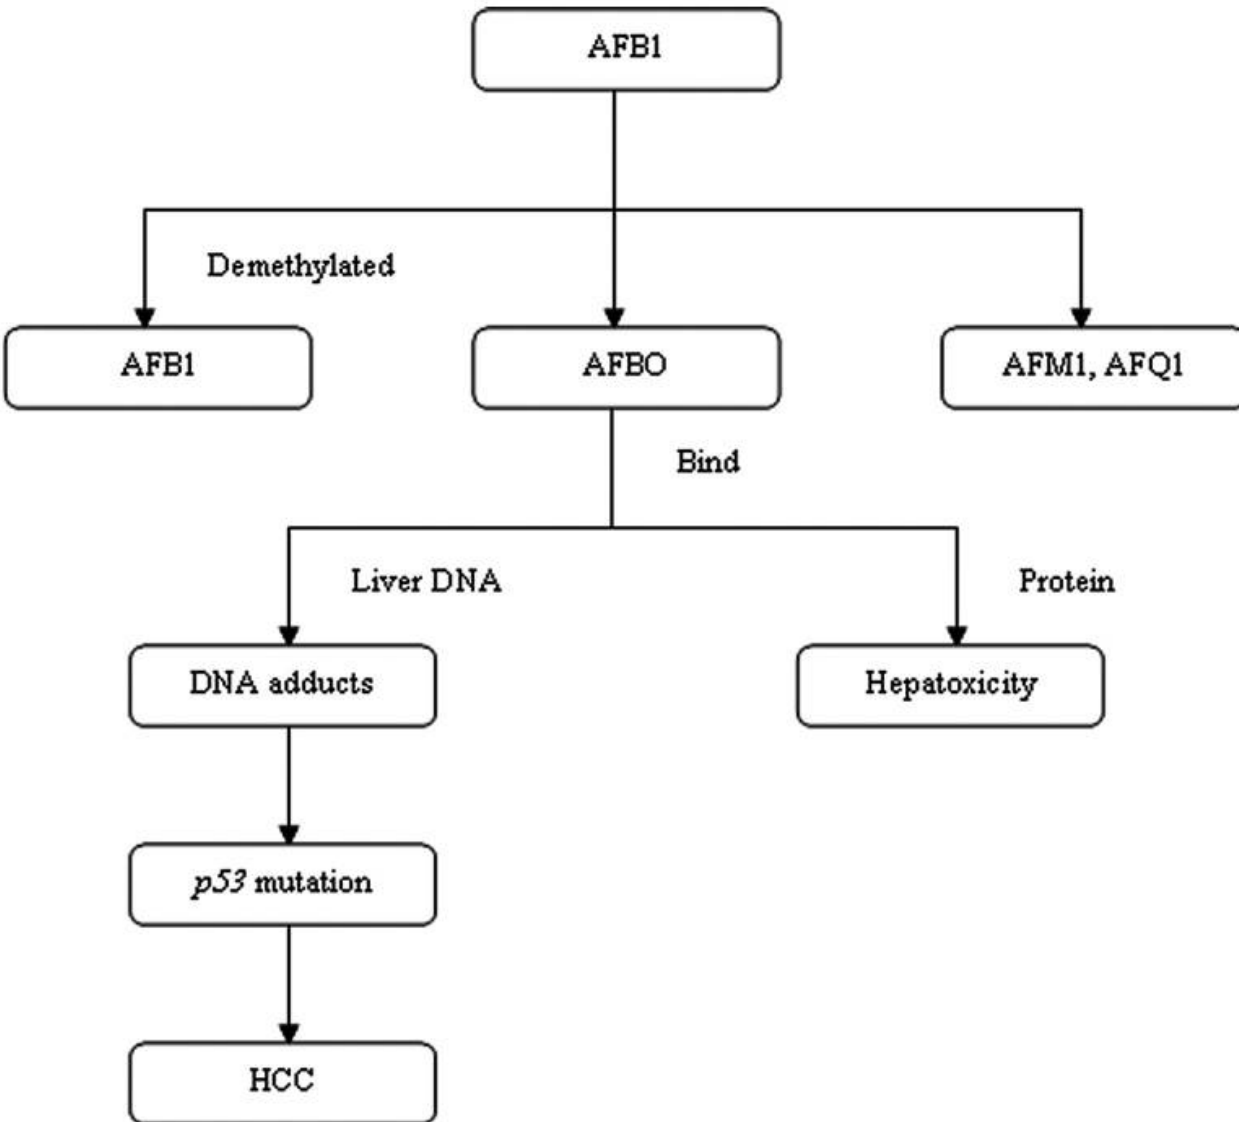 AFB1
Demethylated
AFB1
AFBO
AFM1, AFQ1
Bind
Liver DNA
Protein
DNA adducts
Hepatoxicity
p53 mutation
HCC